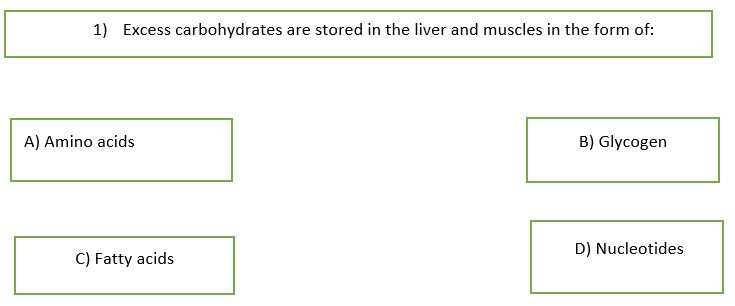 1) Excess carbohydrates are stored in the liver and muscles in the form of:
A) Amino acids
B) Glycogen
C) Fatty acids
D) Nucleotides